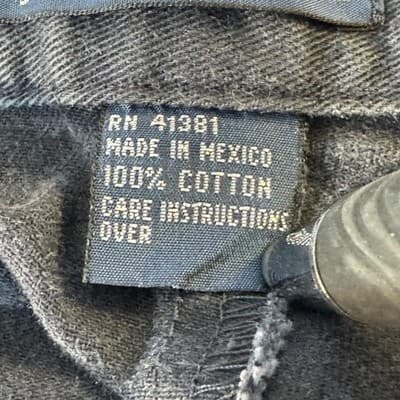 RN 41381
MADE IN MEXICO
100% COTTON
CARE INSTRUCTIONS
OVER